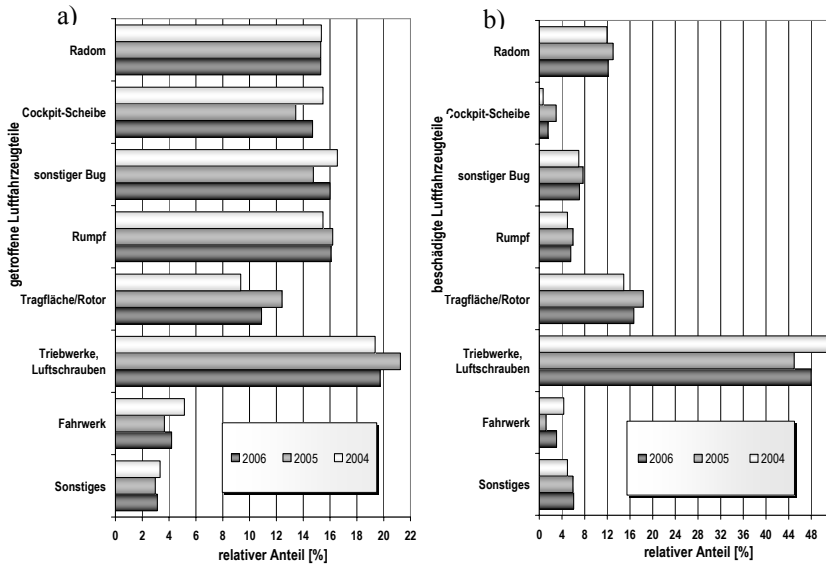 a)
getroffene Luftfahrzeugteile
Radom
Cockpit-Scheibe
sonstiger Bug
Rumpf
Tragfläche/Rotor
Triebwerke,
Luftschrauben
Fahrwerk
Sonstiges
2006 2005 2004
0 2 4 6 8 10 12 14 16 18 20 22
relativer Anteil [%]
b)
beschädigte Luftfahrzeugteile
Radom
Cockpit-Scheibe
sonstiger Bug
Rumpf
Tragfläche/Rotor
Triebwerke,
Luftschrauben
Fahrwerk
Sonstiges
2006 2005 2004
0 4 8 12 16 20 24 28 32 36 40 44 48
relativer Anteil [%]